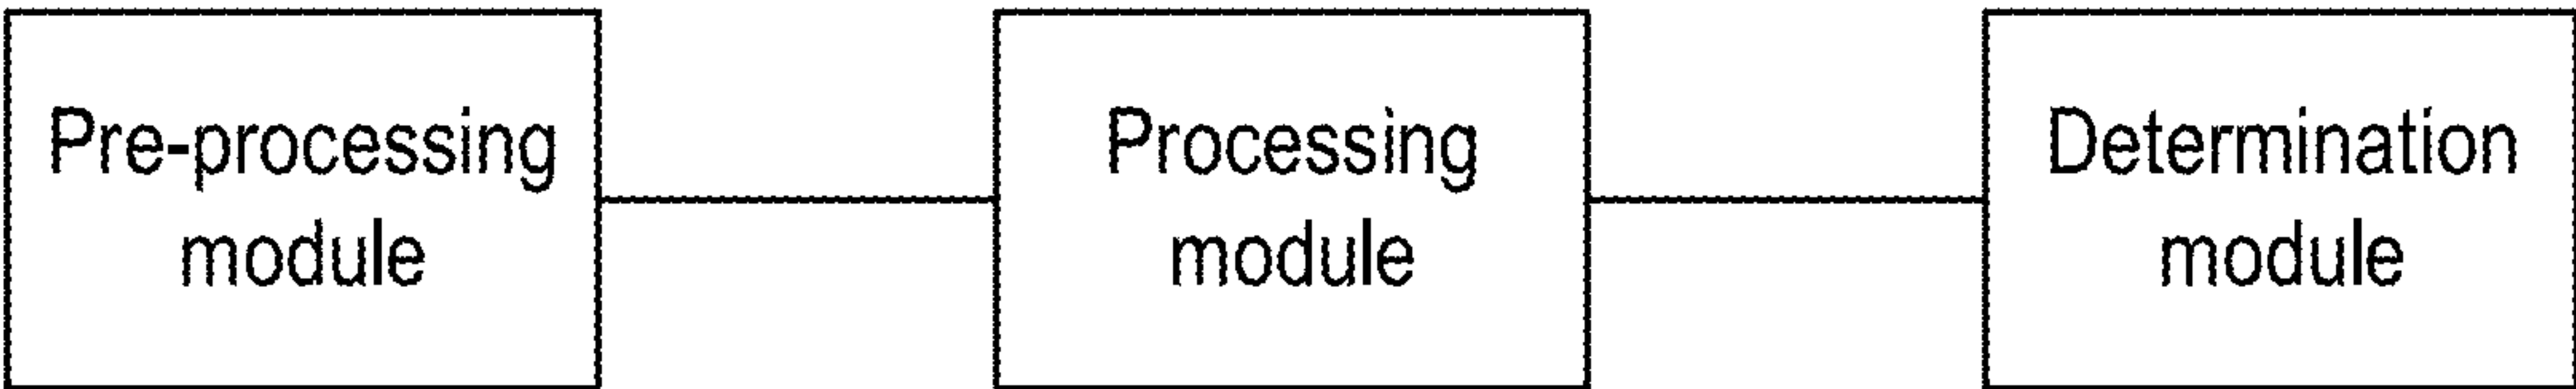 Pre-processing
module
Processing
module
Determination
module